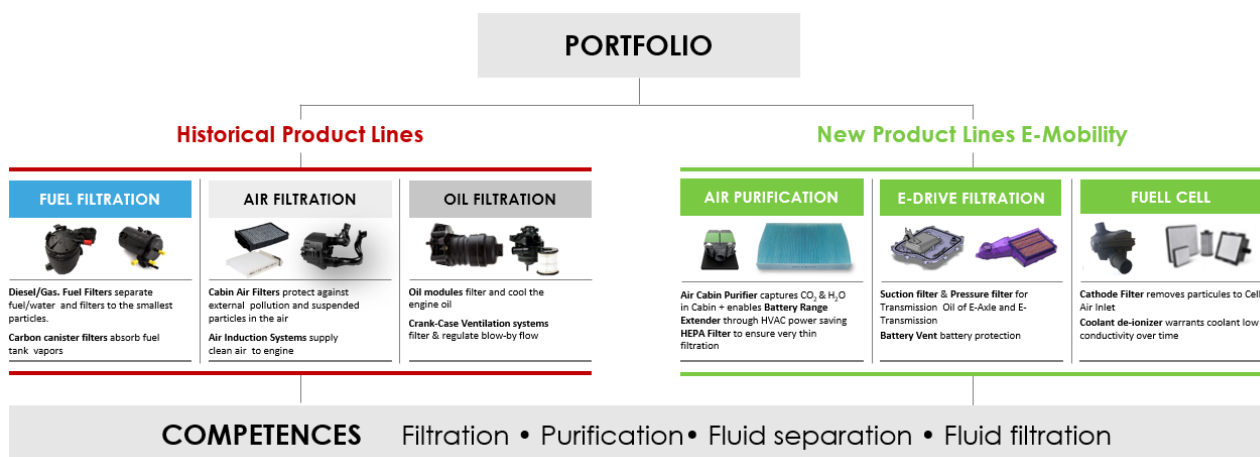 PORTFOLIO
Historical Product Lines
FUEL FILTRATION
Diesel/Gas. Fuel Filters separate
fuel/water and filters to the smallest
particles.
Carbon canister filters absorb fuel
tank vapors
AIR FILTRATION
Cabin Air Filters protect against
external pollution and suspended
particles in the air
Air Induction Systems supply
clean air to engine
OIL FILTRATION
Oil modules filter and cool the
engine oil
Crank-Case Ventilation systems
filter & regulate blow-by flow
New Product Lines E-Mobility
AIR PURIFICATION
Air Cabin Purifier captures CO₂ & H₂O
in Cabin + enables Battery Range
Extender through HVAC power saving
HEPA Filter to ensure very thin
filtration
E-DRIVE FILTRATION
Suction filter & Pressure filter for
Transmission Oil of E-Axle and E-
Transmission
Battery Vent battery protection
FUELL CELL
Cathode Filter removes particules to Cell
Air Inlet
Coolant de-ionizer warrants coolant low
conductivity over time
COMPETENCES Filtration • Purification• Fluid separation • Fluid filtration